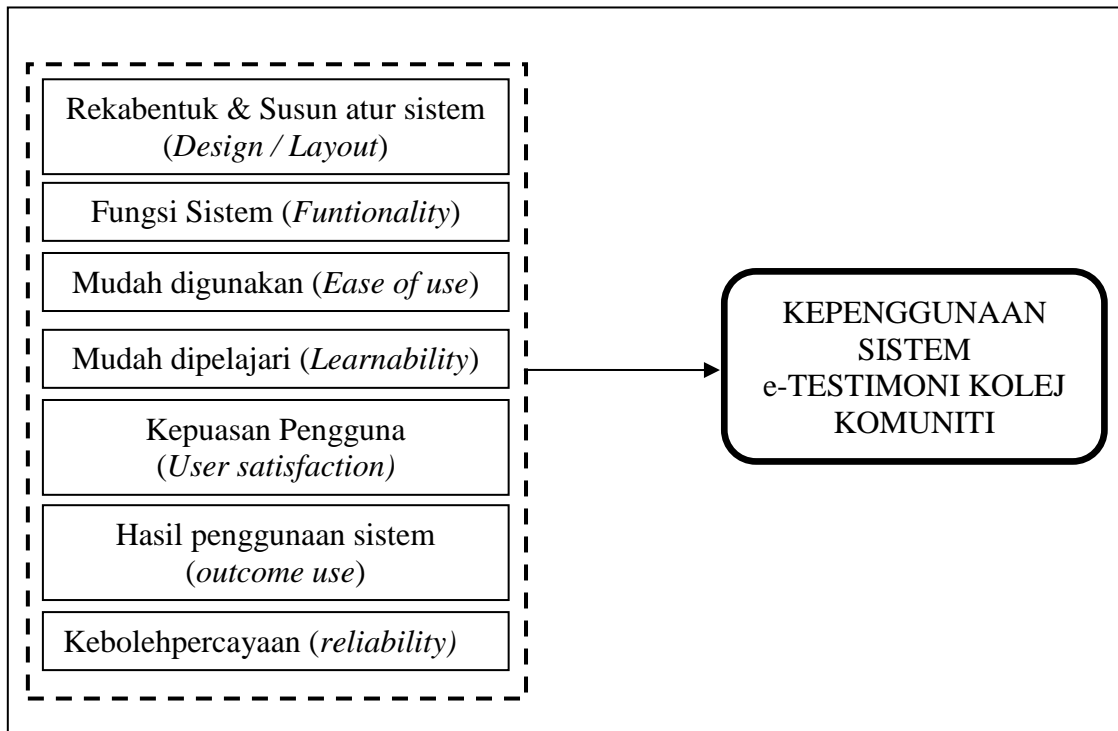 Rekabentuk & Susun atur sistem
(Design / Layout)
Fungsi Sistem (Funtionality)
Mudah digunakan (Ease of use)
Mudah dipelajari (Learnability)
Kepuasan Pengguna
(User satisfaction)
Hasil penggunaan sistem
(outcome use)
Kebolehpercayaan (reliability)
KEPENGGUNAAN
SISTEM
e-TESTIMONI KOLEJ
KOMUNITI